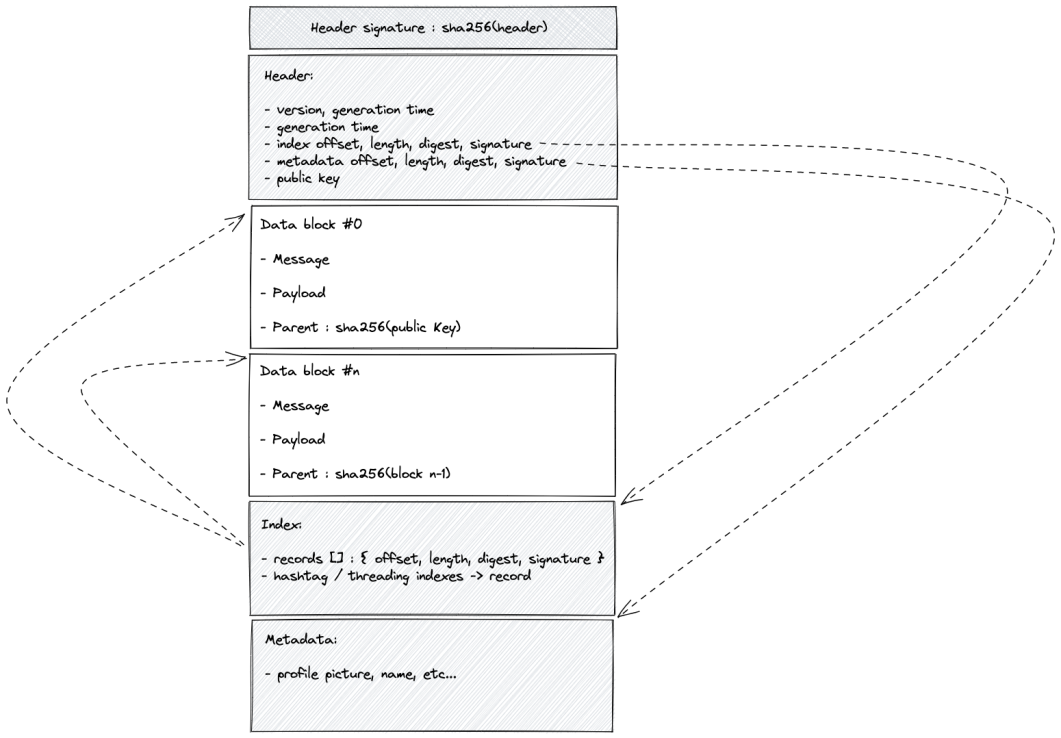 Header signature : sha256(header)
Header:
- version, generation time
- generation time
- index offset, length, digest, signature
- metadata offset, length, digest, signature
- public key
Data block #0
- Message
- Payload
- Parent : sha256(public Key)
Data block #n
- Message
- Payload
- Parent : sha256(block n-1)
Index:
- records [] : { offset, length, digest, signature }
- hashtag / threading indexes -> record
Metadata:
- profile picture, name, etc...